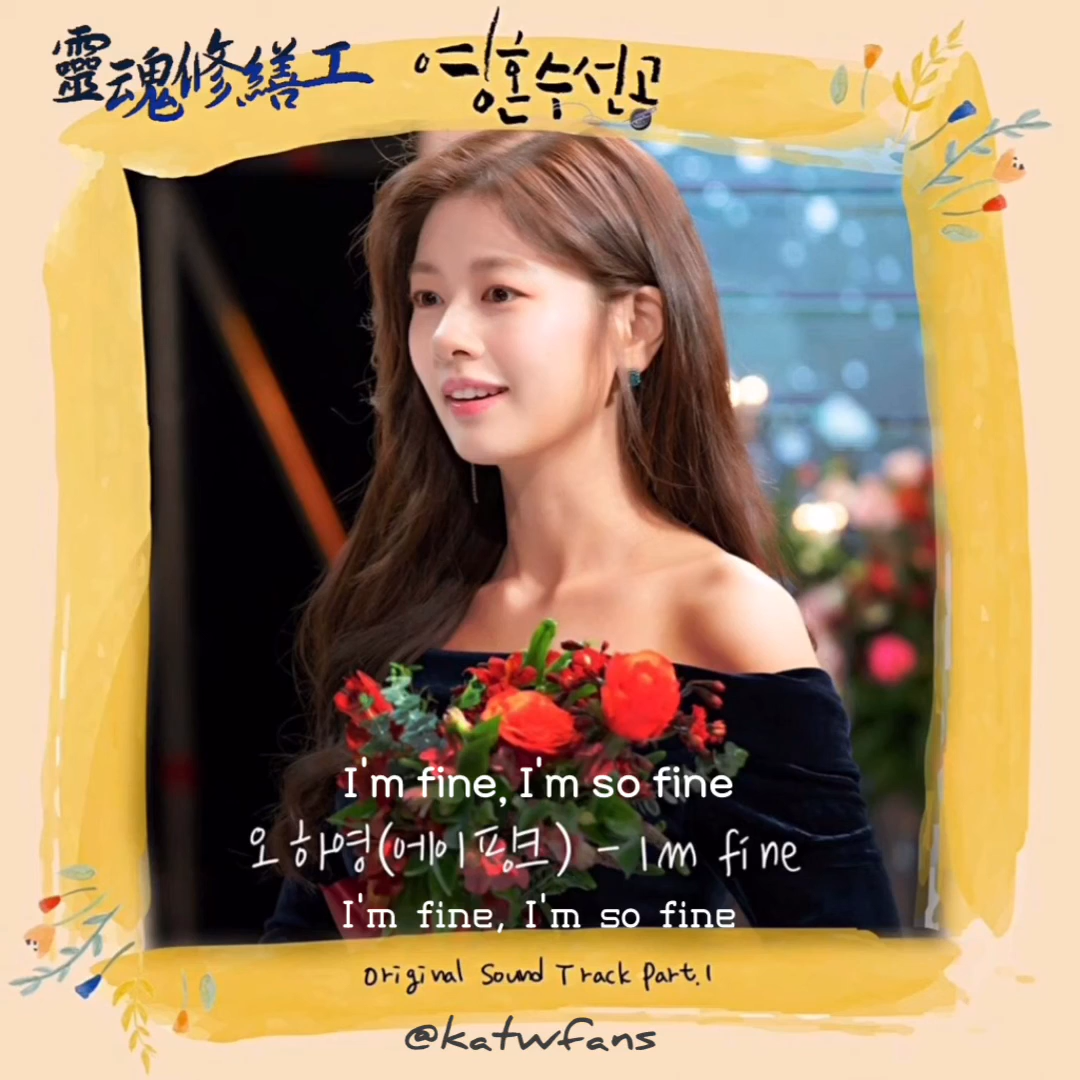 靈魂修繕工 영혼수선공
I'm fine, I'm so fine
오하영(에이핑크) - Im fine
I'm fine, I'm so fine
Original Sound Track Part.1
@katwfans